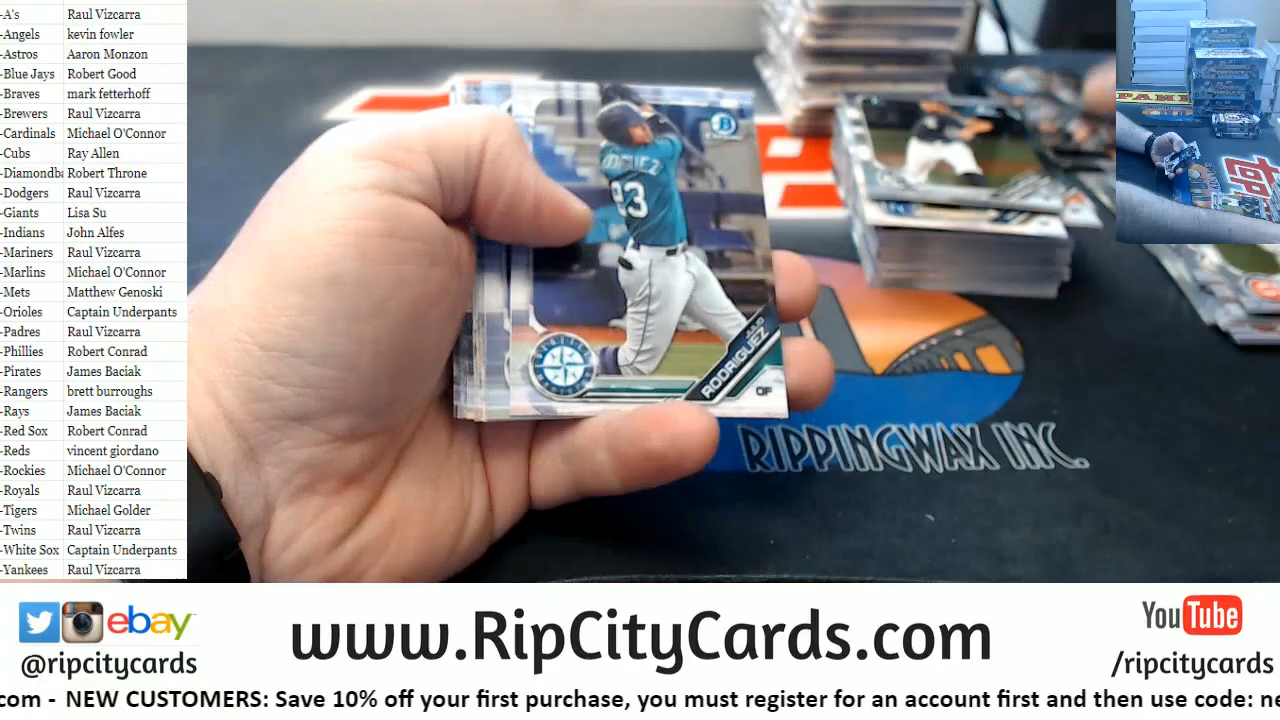 -A's Raul Vizcarra
-Angels kevin fowler
-Astros Aaron Monzon
-Blue Jays Robert Good
-Braves mark fetterhoff
-Brewers Raul Vizcarra
-Cardinals Michael O'Connor
-Cubs Ray Allen
-Diamondba Robert Throne
-Dodgers Raul Vizcarra
-Giants Lisa Su
-Indians John Alfes
-Mariners Raul Vizcarra
-Marlins Michael O'Connor
-Mets Matthew Genoski
-Orioles Captain Underpants
-Padres Raul Vizcarra
-Phillies Robert Conrad
-Pirates James Baciak
-Rangers brett burroughs
-Rays James Baciak
-Red Sox Robert Conrad
-Reds vincent giordano
-Rockies Michael O'Connor
-Royals Raul Vizcarra
-Tigers Michael Golder
-Twins Raul Vizcarra
-White Sox Captain Underpants
-Yankees Raul Vizcarra
B
93
JULIO
RODRIGUEZ
OF
RIPPINGWAX INC.
ebay
@ripcitycards
www.RipCityCards.com
YouTube
/ripcitycards
com - NEW CUSTOMERS: Save 10% off your first purchase, you must register for an account first and then use code: ne